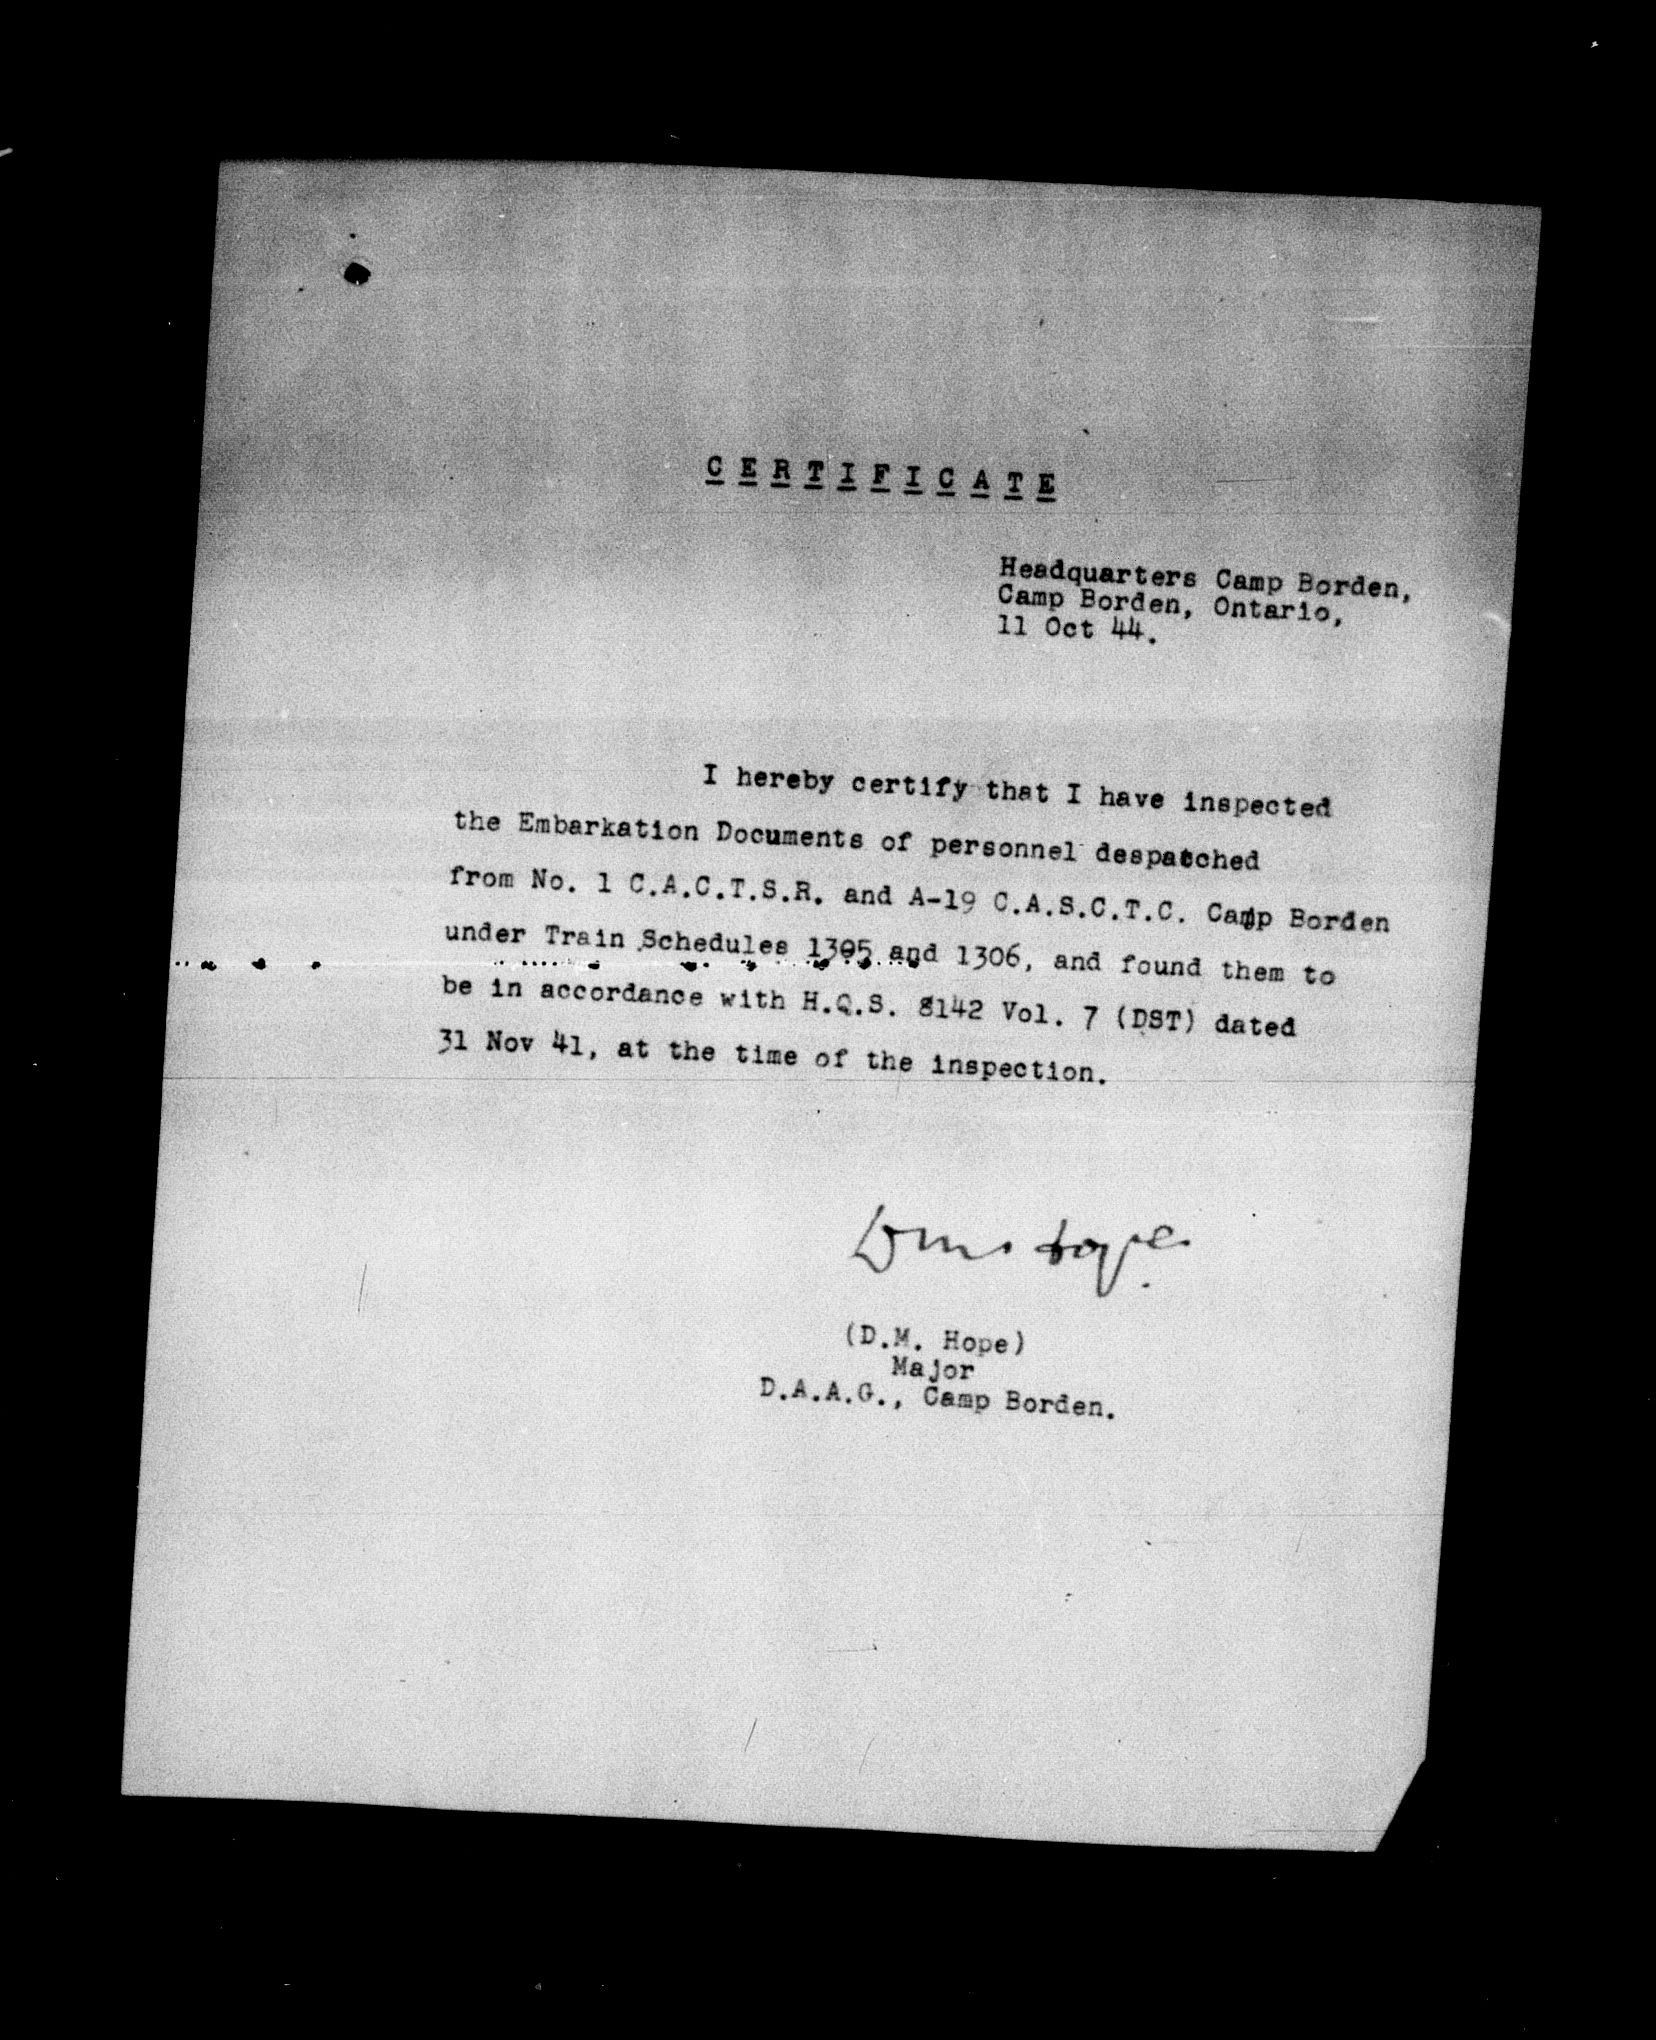 CERTIFICATE
Headquarters Camp Borden,
Camp Borden, Ontario,
11 Oct 44.
I hereby certify that I have inspected
the Embarkation Documents of personnel despatched
from No. 1 C.A.C.T.S.R. and A-19 C.A.S.C.T.C. Camp Borden
under Train Schedules 1305 and 1306, and found them to
be in accordance with H.Q.S. 8142 Vol. 7 (DST) dated
31 Nov 41, at the time of the inspection.
DM Hope
(D.M. Hope)
Major
D.A.A.G., Camp Borden.